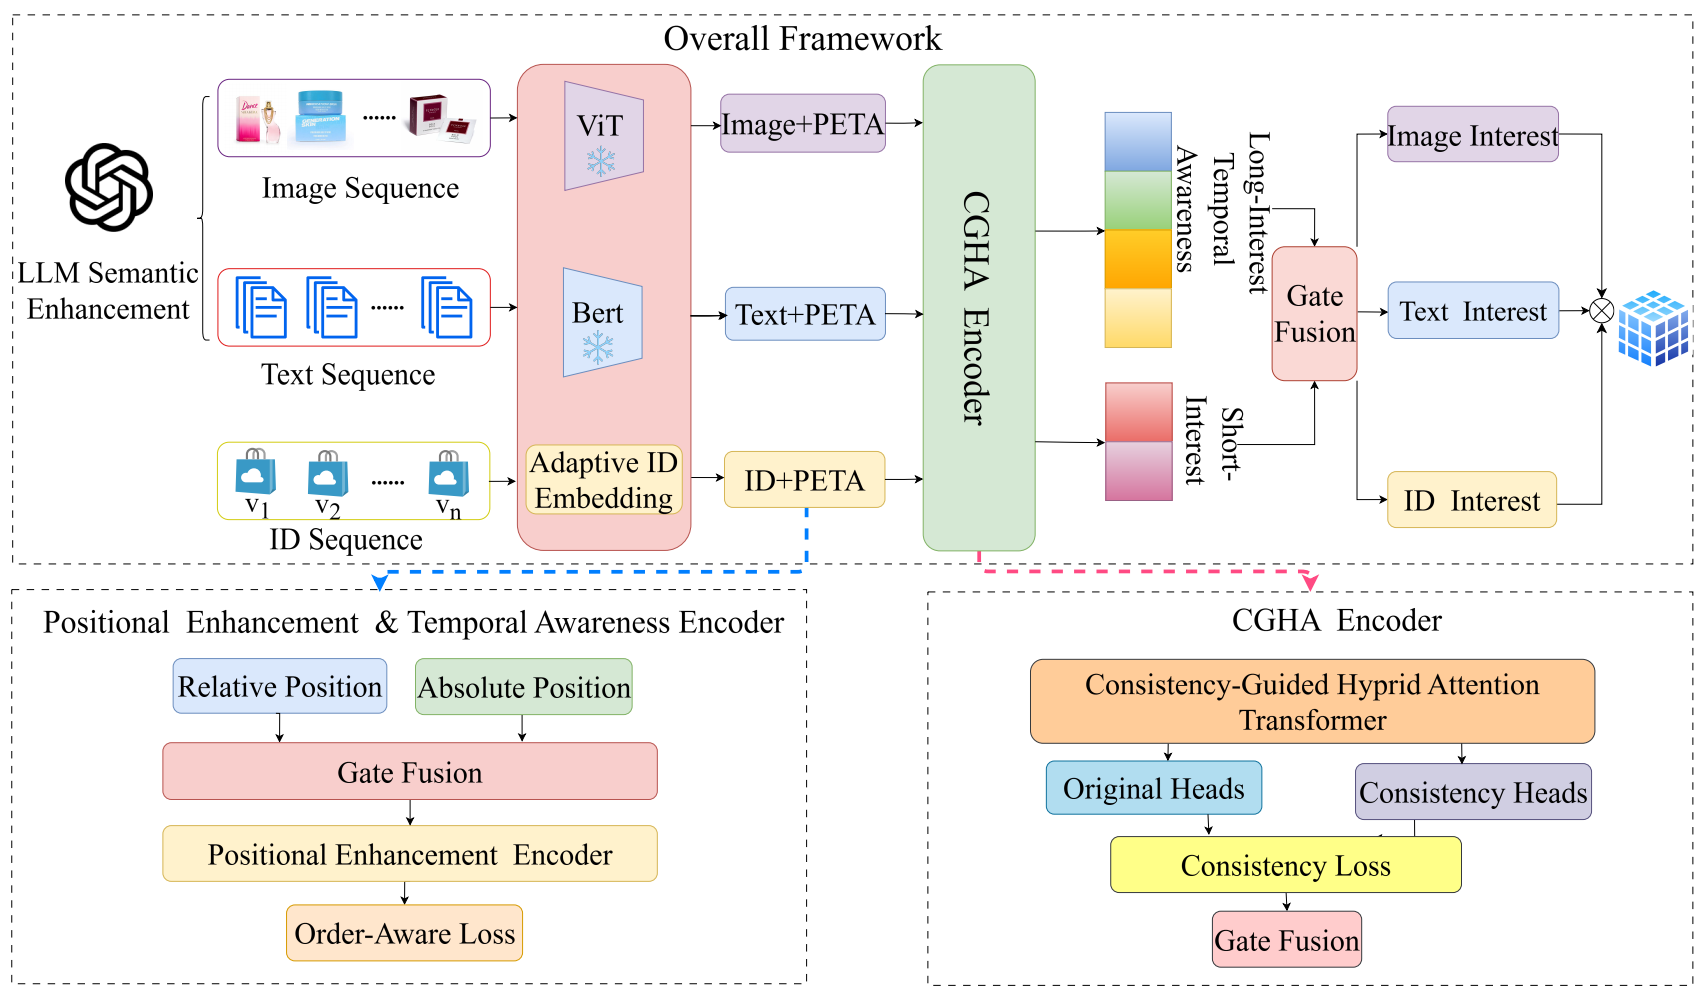 Overall Framework
LLM Semantic
Enhancement
Image Sequence
Text Sequence
v1
v2
......
vn
ID Sequence
......
......
ViT
Bert
Adaptive ID
Embedding
Image+PETA
Text+PETA
ID+PETA
CGHA Encoder
Long-Interest
Temporal
Awareness
Short-
Interest
Gate
Fusion
Image Interest
Text Interest
ID Interest
Positional Enhancement & Temporal Awareness Encoder
Relative Position
Absolute Position
Gate Fusion
Positional Enhancement Encoder
Order-Aware Loss
CGHA Encoder
Consistency-Guided Hyprid Attention
Transformer
Original Heads
Consistency Heads
Consistency Loss
Gate Fusion